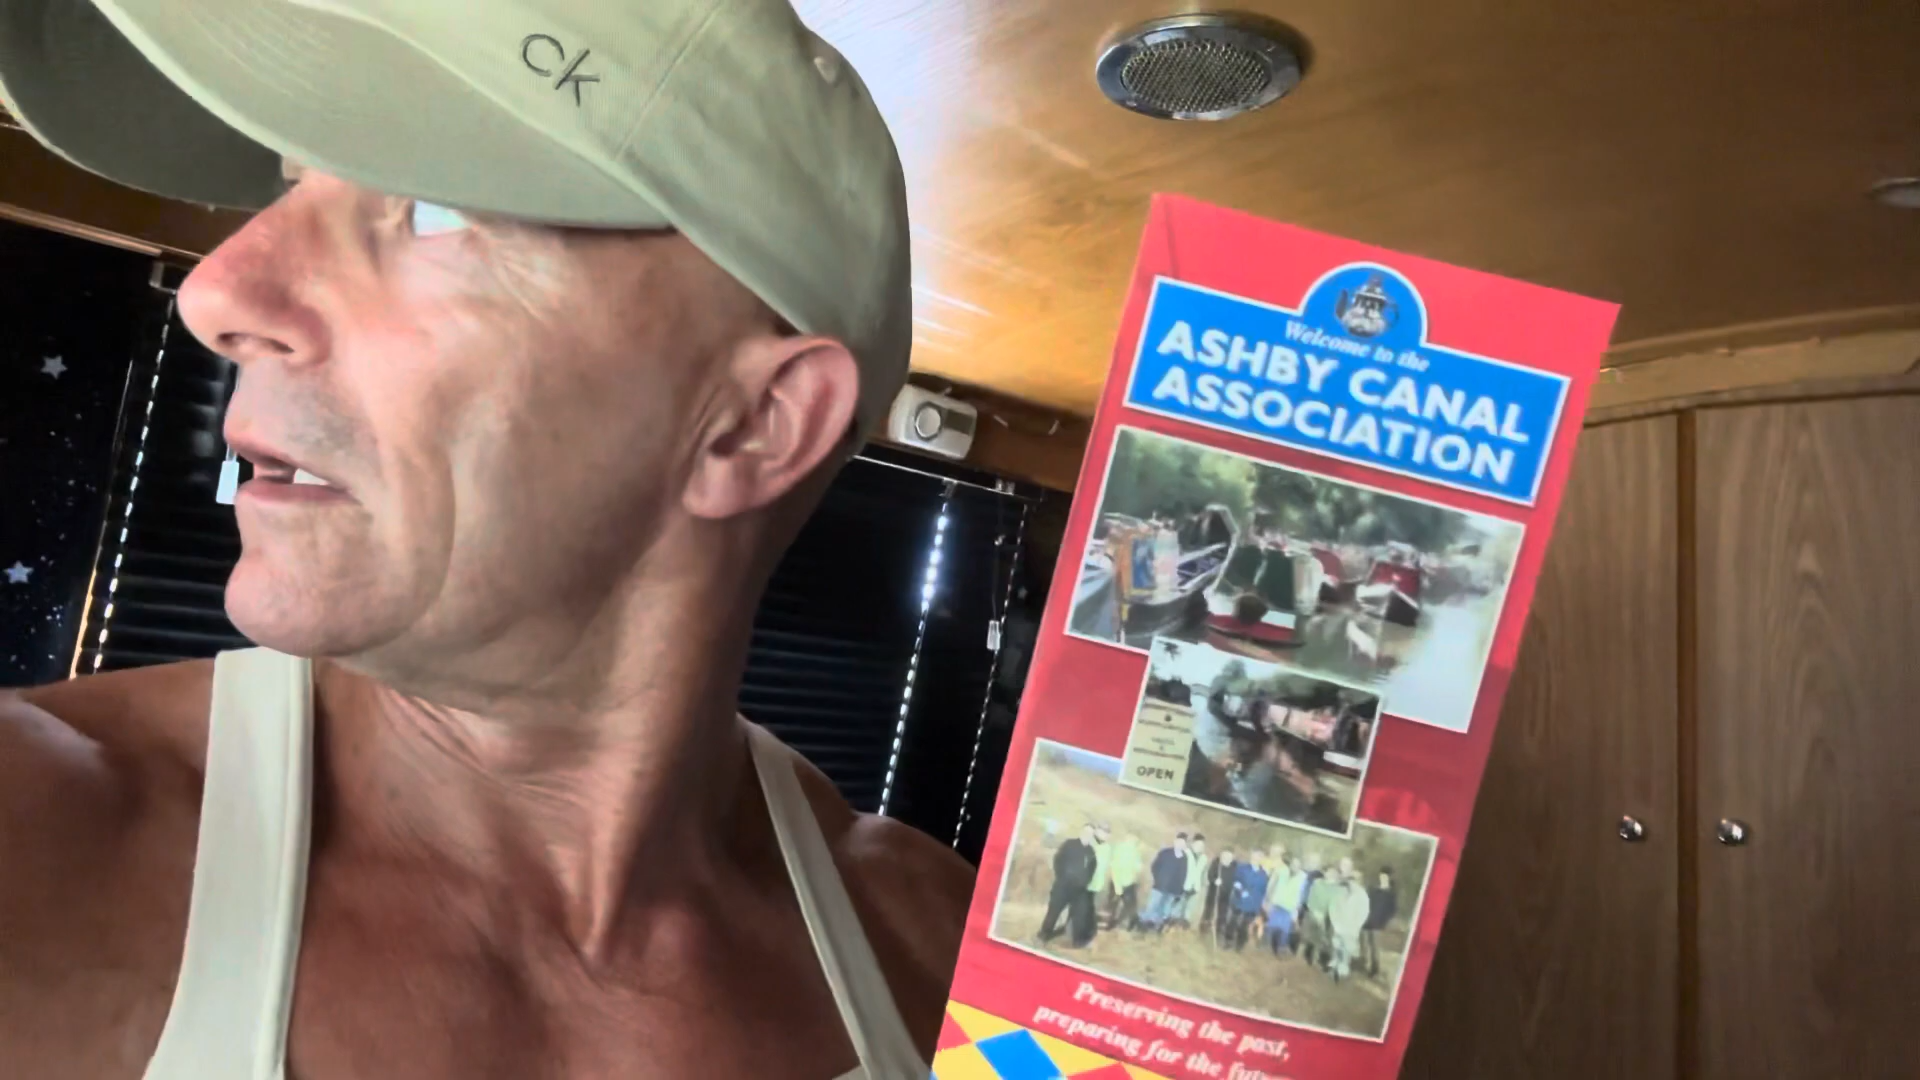 ck
Welcome to the
ASHBY CANAL
ASSOCIATION
&
OPEN
Preserving the past,
preparing for the